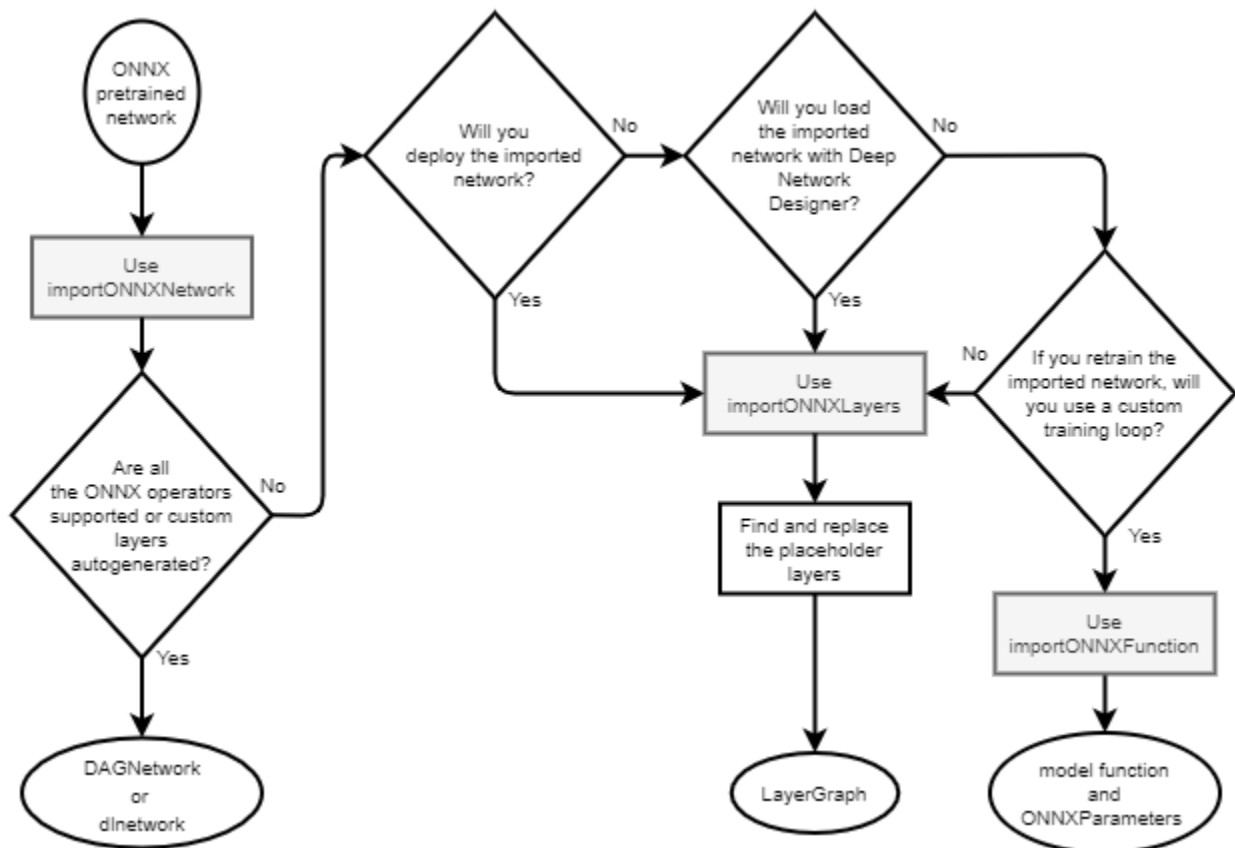 ONNX
pretrained
network
Use
importONNXNetwork
Are all
the ONNX operators
supported or custom
layers
autogenerated?
No
Yes
DAGNetwork
or
dlnetwork
Will you
deploy the imported
network?
No
Yes
Will you load
the imported
network with Deep
Network
Designer?
No
Yes
Use
importONNXLayers
Find and replace
the placeholder
layers
LayerGraph
If you retrain the
imported network, will
you use a custom
training loop?
No
Yes
Use
importONNXFunction
model function
and
ONNXParameters